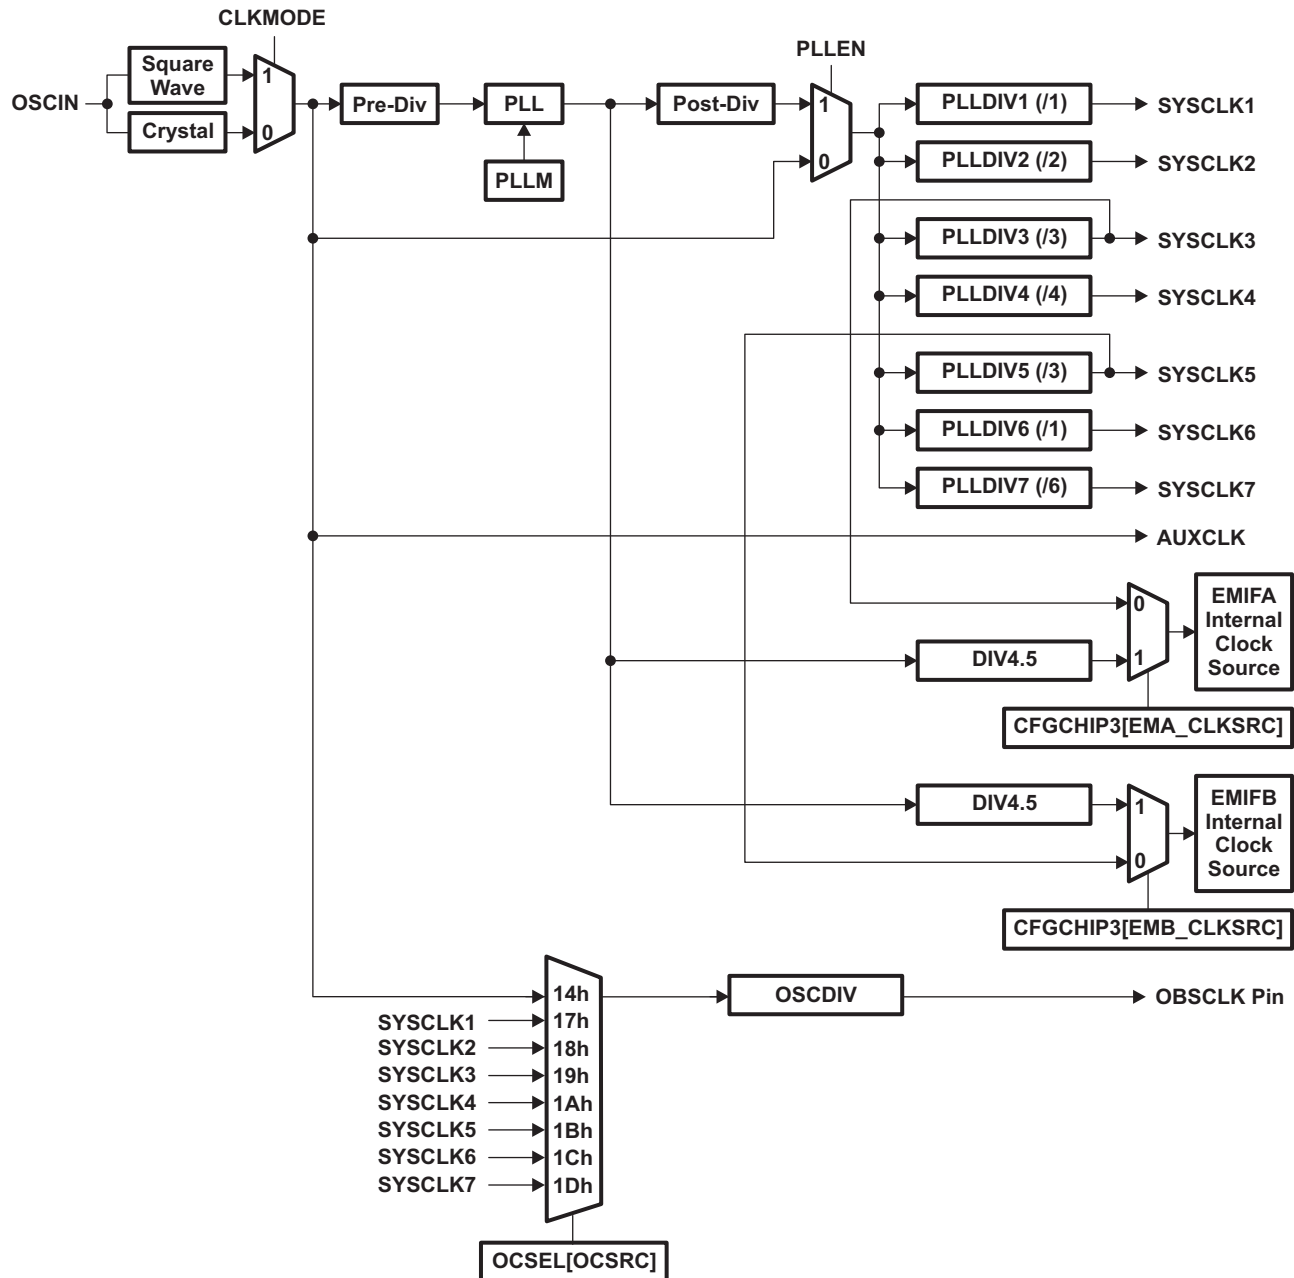 CLKMODE
OSCIN
Square
Wave
Crystal
1
0
Pre-Div
PLL
PLLM
Post-Div
PLLEN
1
0
PLLDIV1 (/1)
SYSCLK1
PLLDIV2 (/2)
SYSCLK2
PLLDIV3 (/3)
SYSCLK3
PLLDIV4 (/4)
SYSCLK4
PLLDIV5 (/3)
SYSCLK5
PLLDIV6 (/1)
SYSCLK6
PLLDIV7 (/6)
SYSCLK7
AUXCLK
0
1
DIV4.5
EMIFA
Internal
Clock
Source
CFGCHIP3[EMA_CLKSRC]
DIV4.5
1
0
EMIFB
Internal
Clock
Source
CFGCHIP3[EMB_CLKSRC]
14h
OSCDIV
OBSCLK Pin
SYSCLK1
17h
SYSCLK2
18h
SYSCLK3
19h
SYSCLK4
1Ah
SYSCLK5
1Bh
SYSCLK6
1Ch
SYSCLK7
1Dh
OCSEL[OCSRC]